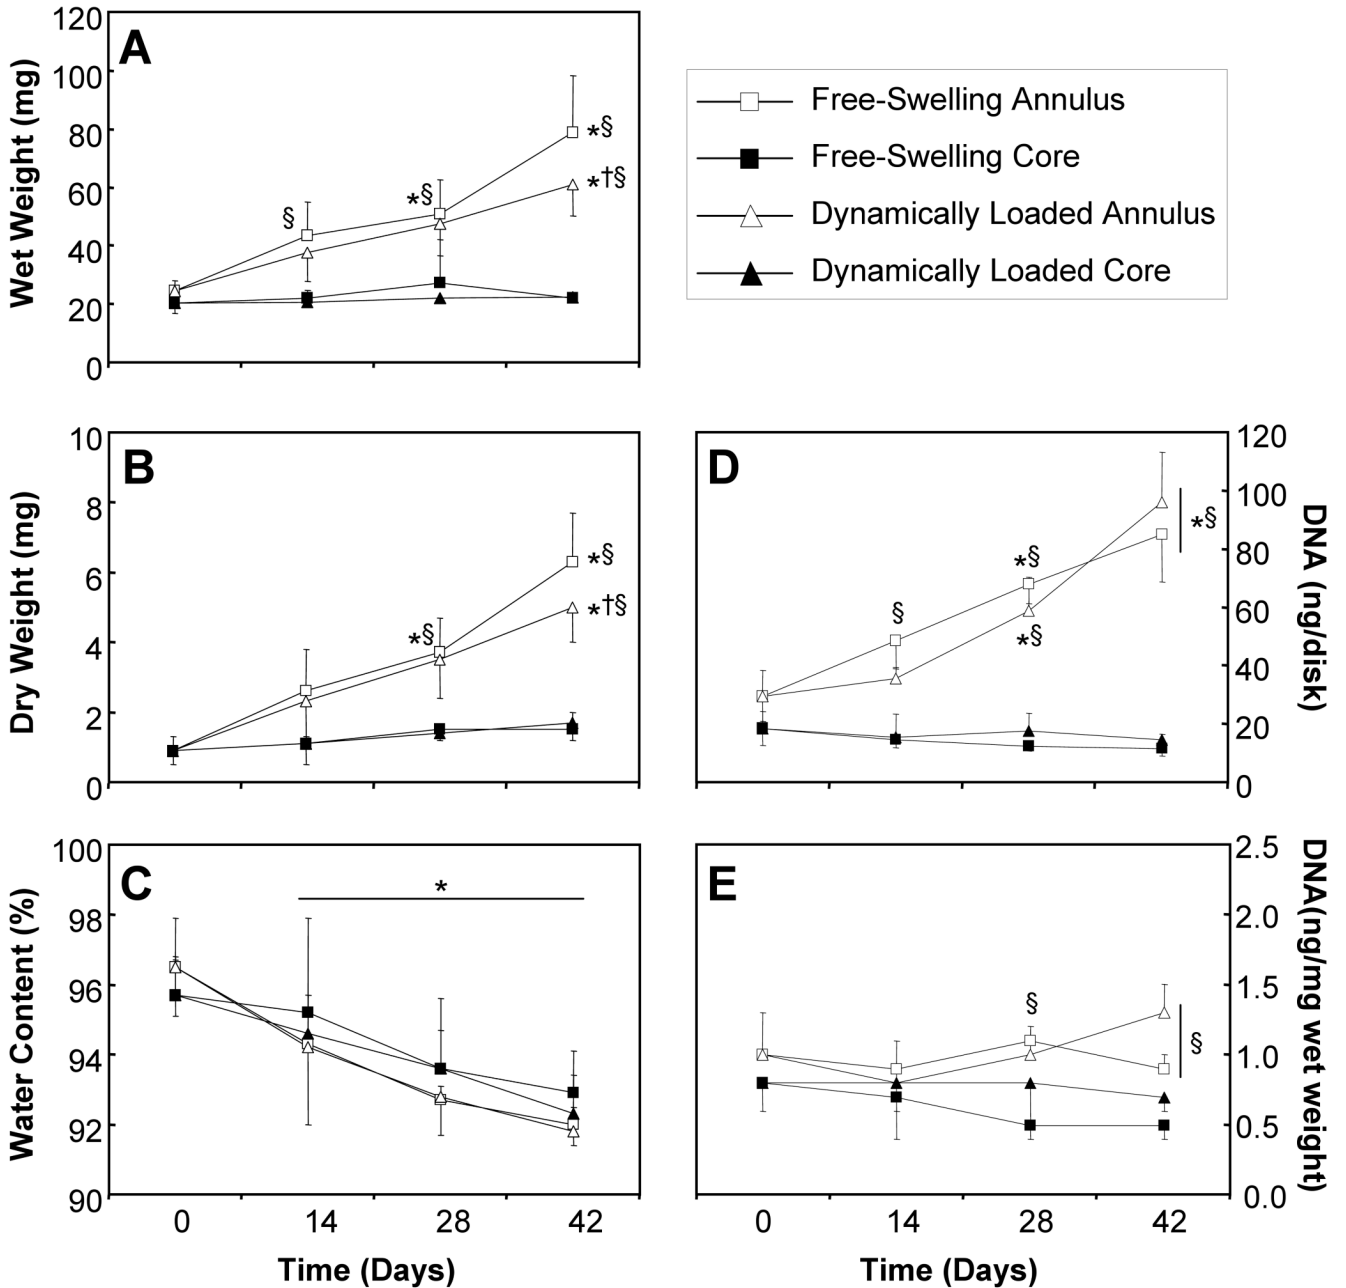 A
Wet Weight (mg)
120
100
80
60
40
20
0
§
*§
*§
*†§
Free-Swelling Annulus
Free-Swelling Core
Dynamically Loaded Annulus
Dynamically Loaded Core
B
Dry Weight (mg)
10
8
6
4
2
0
*§
*§
*†§
D
DNA (ng/disk)
120
100
80
60
40
20
0
§
*§
*§
*§
C
Water Content (%)
100
98
96
94
92
90
*
0 14 28 42
Time (Days)
E
DNA(ng/mg wet weight)
2.5
2.0
1.5
1.0
0.5
0.0
§
§
0 14 28 42
Time (Days)